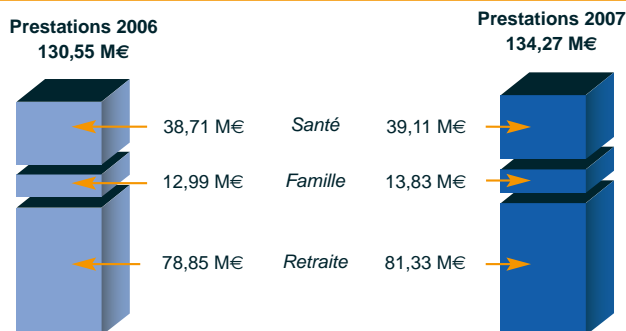 Prestations 2006
130,55 M€
Prestations 2007
134,27 M€
38,71 M€ Santé 39,11 M€
12,99 M€ Famille 13,83 M€
78,85 M€ Retraite 81,33 M€